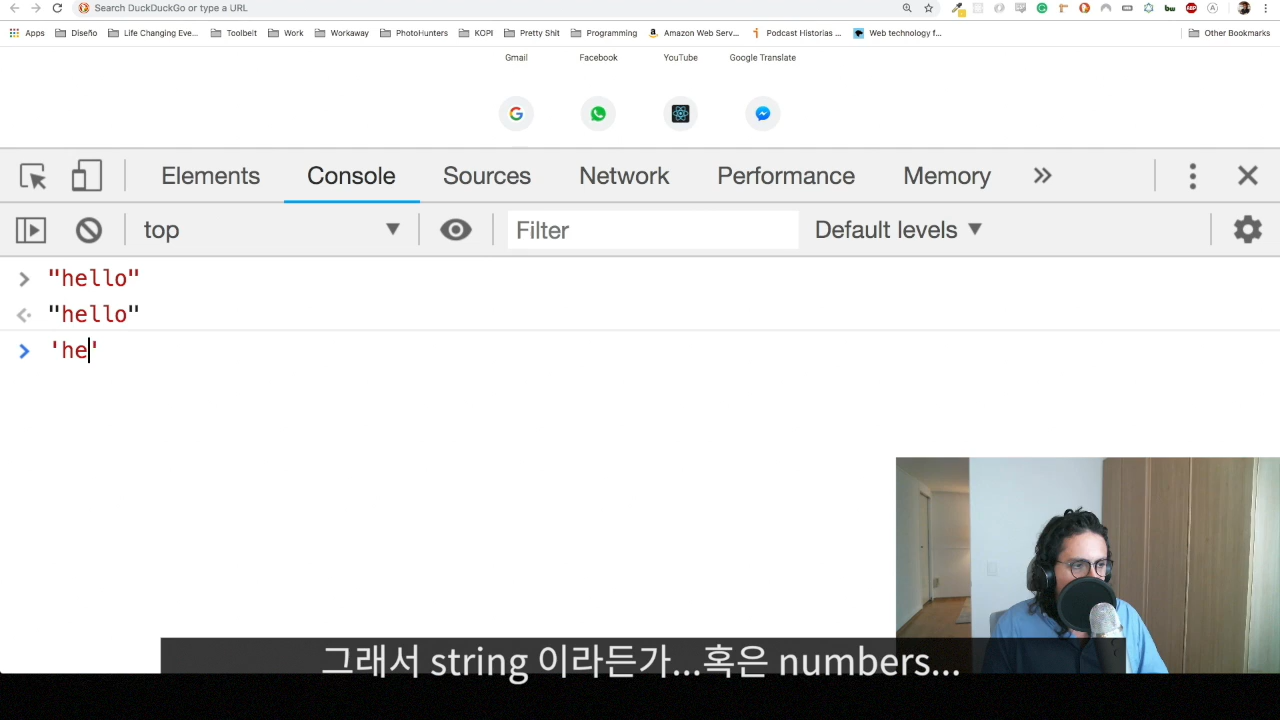 Search DuckDuckGo or type a URL
Apps Diseño Life Changing Eve... Toolbelt Work Workaway PhotoHunters KOPI Pretty Shit Programming Amazon Web Serv... Podcast Historias ... Web technology f... Other Bookmarks
Gmail Facebook YouTube Google Translate
Elements Console Sources Network Performance Memory »
top ▼ Filter Default levels ▼
> "hello"
"hello"
> 'he'
그래서 string 이라든가...혹은 numbers...